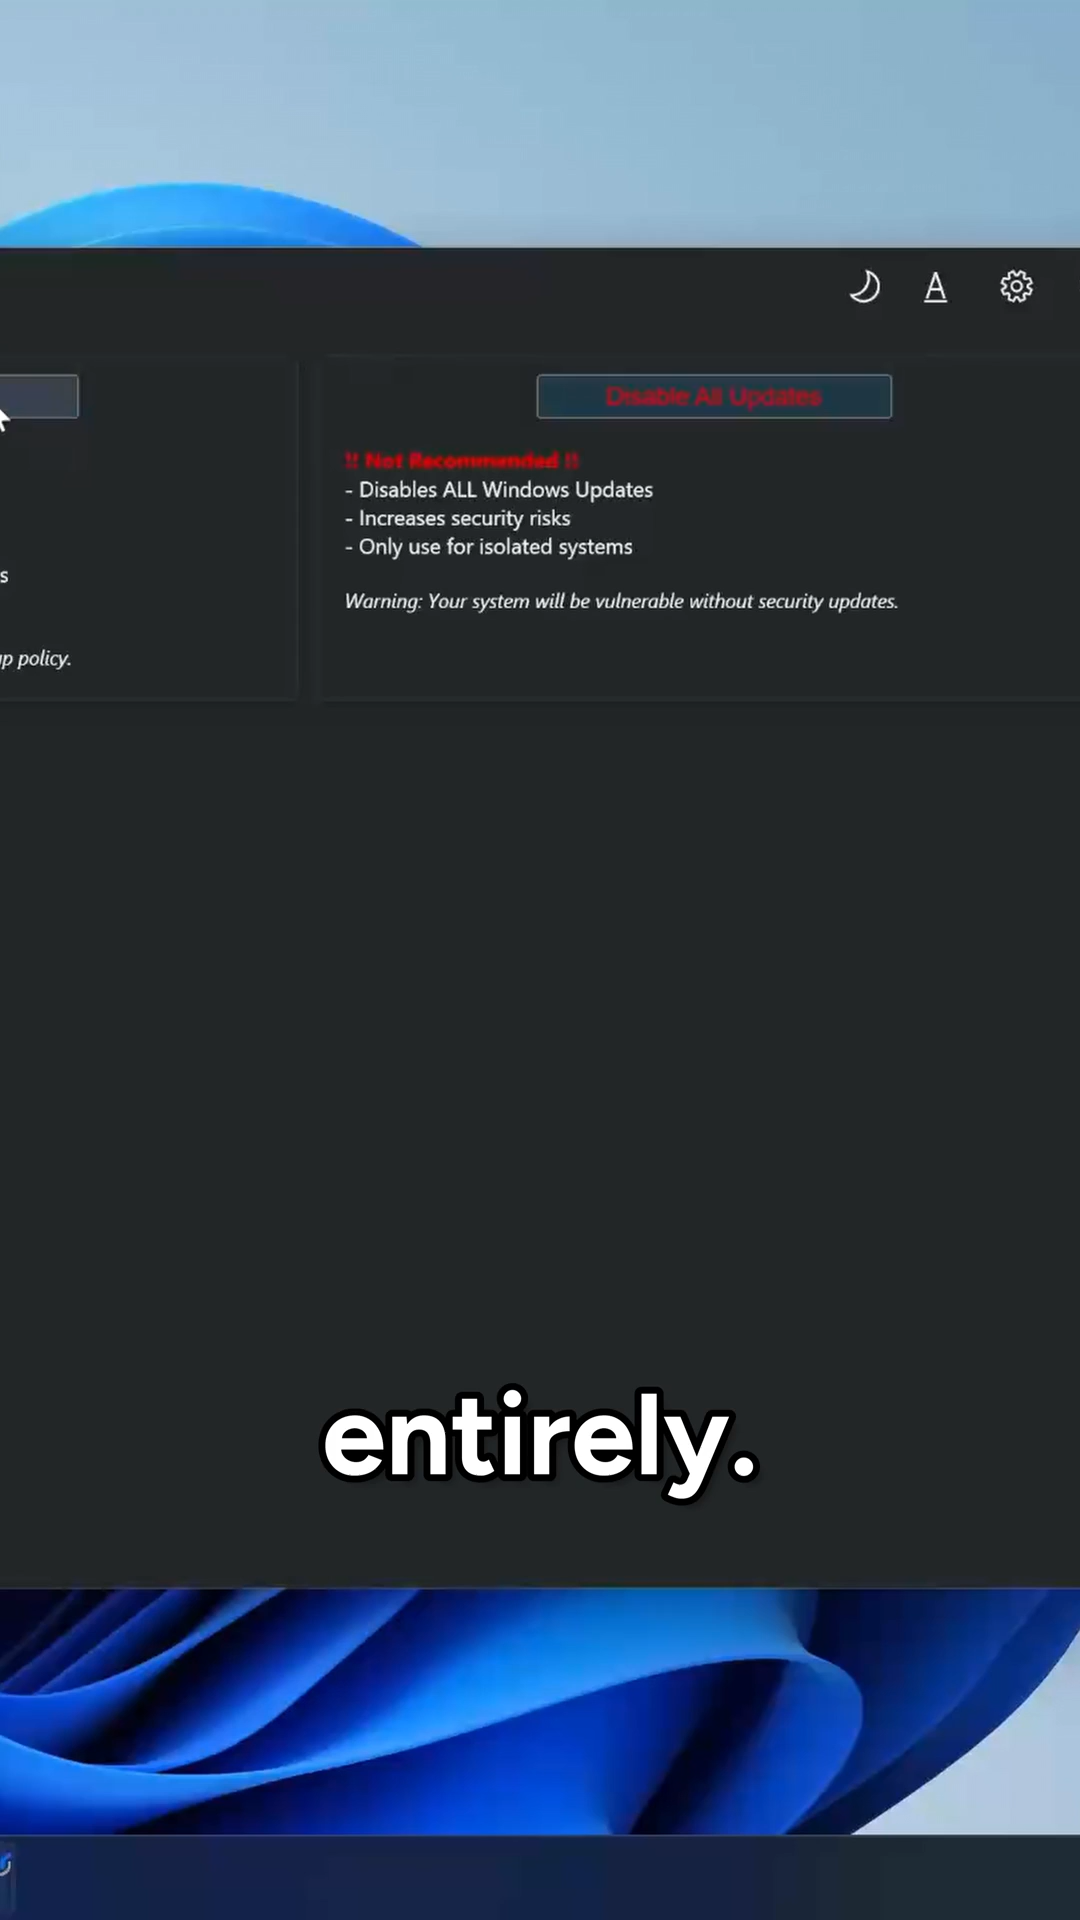 A
Disable All Updates
!! Not Recommended !!
- Disables ALL Windows Updates
- Increases security risks
- Only use for isolated systems
s
Warning: Your system will be vulnerable without security updates.
p policy.
entirely.